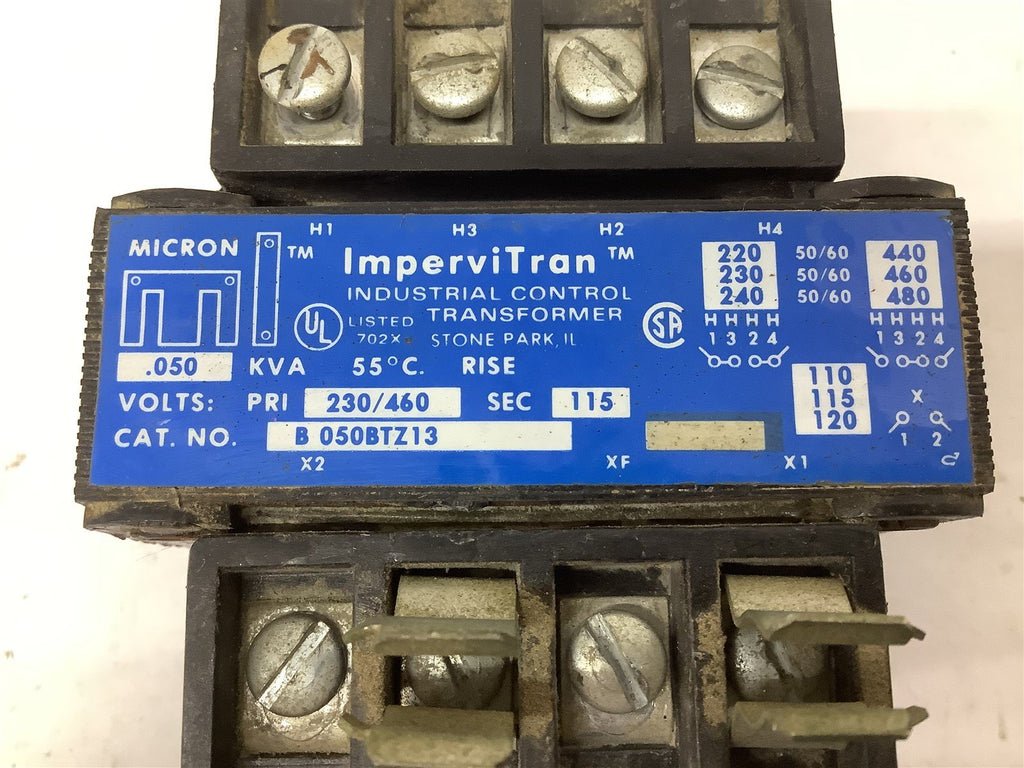 H1 H3 H2 H4
MICRON ™
ImperviTran ™
INDUSTRIAL CONTROL
TRANSFORMER
UL LISTED
702X STONE PARK, IL
SA
220 50/60 440
230 50/60 460
240 50/60 480
H H H H H H H H
1 3 2 4 1 3 2 4
.050 KVA 55°C. RISE
VOLTS: PRI 230/460 SEC 115
CAT. NO. B 050BTZ13
110
115
120
X
1 2
X2 XF X1